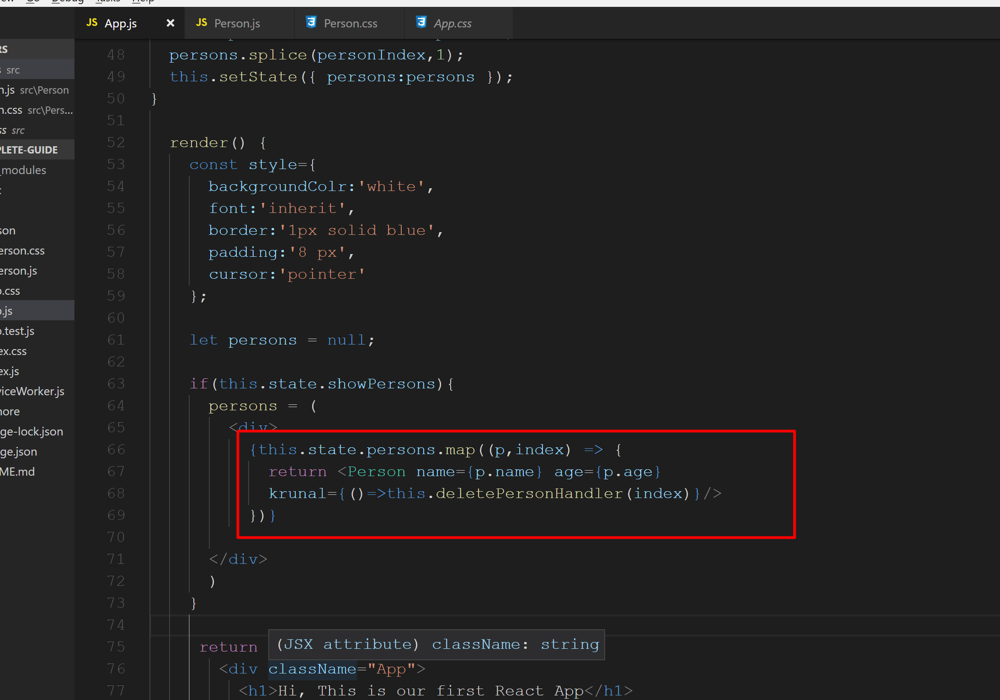 Go Debug Tasks Help
JS App.js × JS Person.js Person.css App.css
RS
src
n.js src\Person
n.css src\Pers...
ss src
PLETE-GUIDE
_modules
son
erson.css
erson.js
p.css
p.js
p.test.js
ex.css
ex.js
viceWorker.js
nore
ge-lock.json
ge.json
ME.md
48 persons.splice(personIndex,1);
49 this.setState({ persons:persons });
50 }
51
52 render() {
53 const style={
54 backgroundColr:'white',
55 font:'inherit',
56 border:'1px solid blue',
57 padding:'8 px',
58 cursor:'pointer'
59 };
60
61 let persons = null;
62
63 if(this.state.showPersons){
64 persons = (
65 <div>
66 {this.state.persons.map((p,index) => {
67 return <Person name={p.name} age={p.age}
68 krunal={()=>this.deletePersonHandler(index)}/>
69 })}
70
71 </div>
72 )
73 }
74
75 return (JSX attribute) className: string
76 <div className="App">
77 <h1>Hi, This is our first React App</h1>